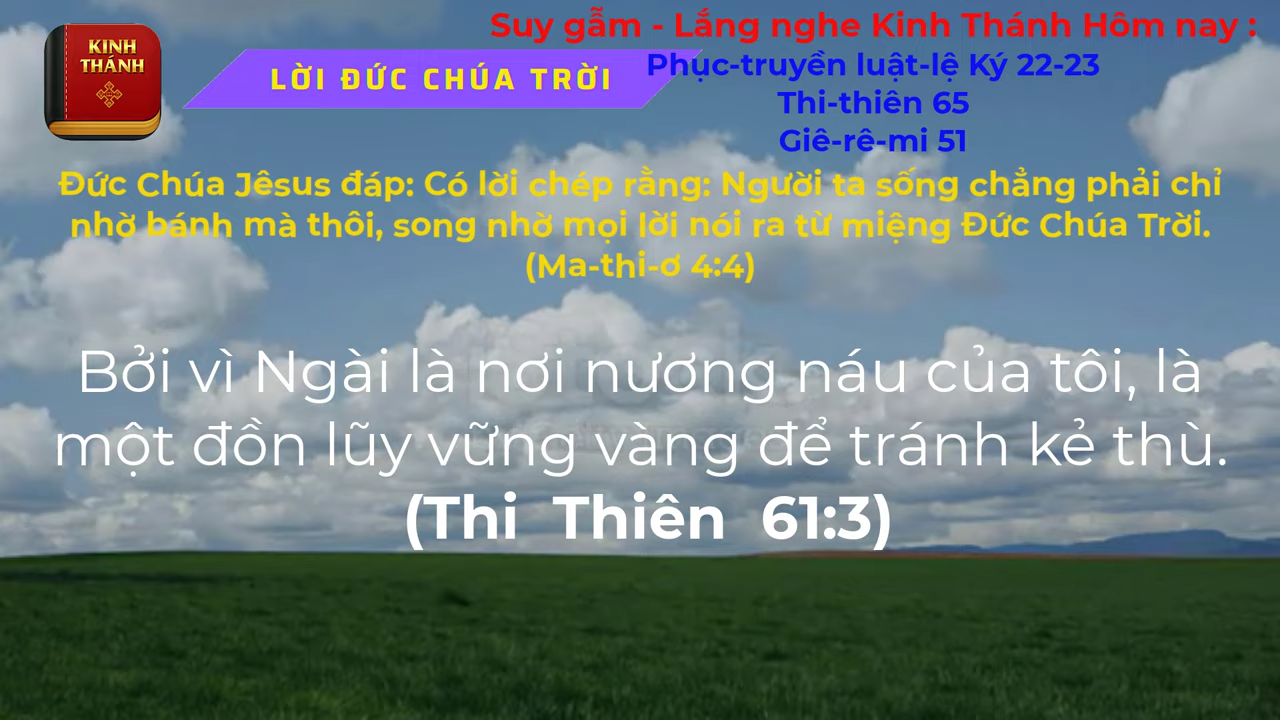 KINH
THÁNH
LỜI ĐỨC CHÚA TRỜI
Suy gẫm - Lắng nghe Kinh Thánh Hôm nay :
Phục-truyền luật-lệ Ký 22-23
Thi-thiên 65
Giê-rê-mi 51
Đức Chúa Jêsus đáp: Có lời chép rằng: Người ta sống chẳng phải chỉ
nhờ bánh mà thôi, song nhờ mọi lời nói ra từ miệng Đức Chúa Trời.
(Ma-thi-ơ 4:4)
Bởi vì Ngài là nơi nương náu của tôi, là
một đồn lũy vững vàng để tránh kẻ thù.
(Thi Thiên 61:3)